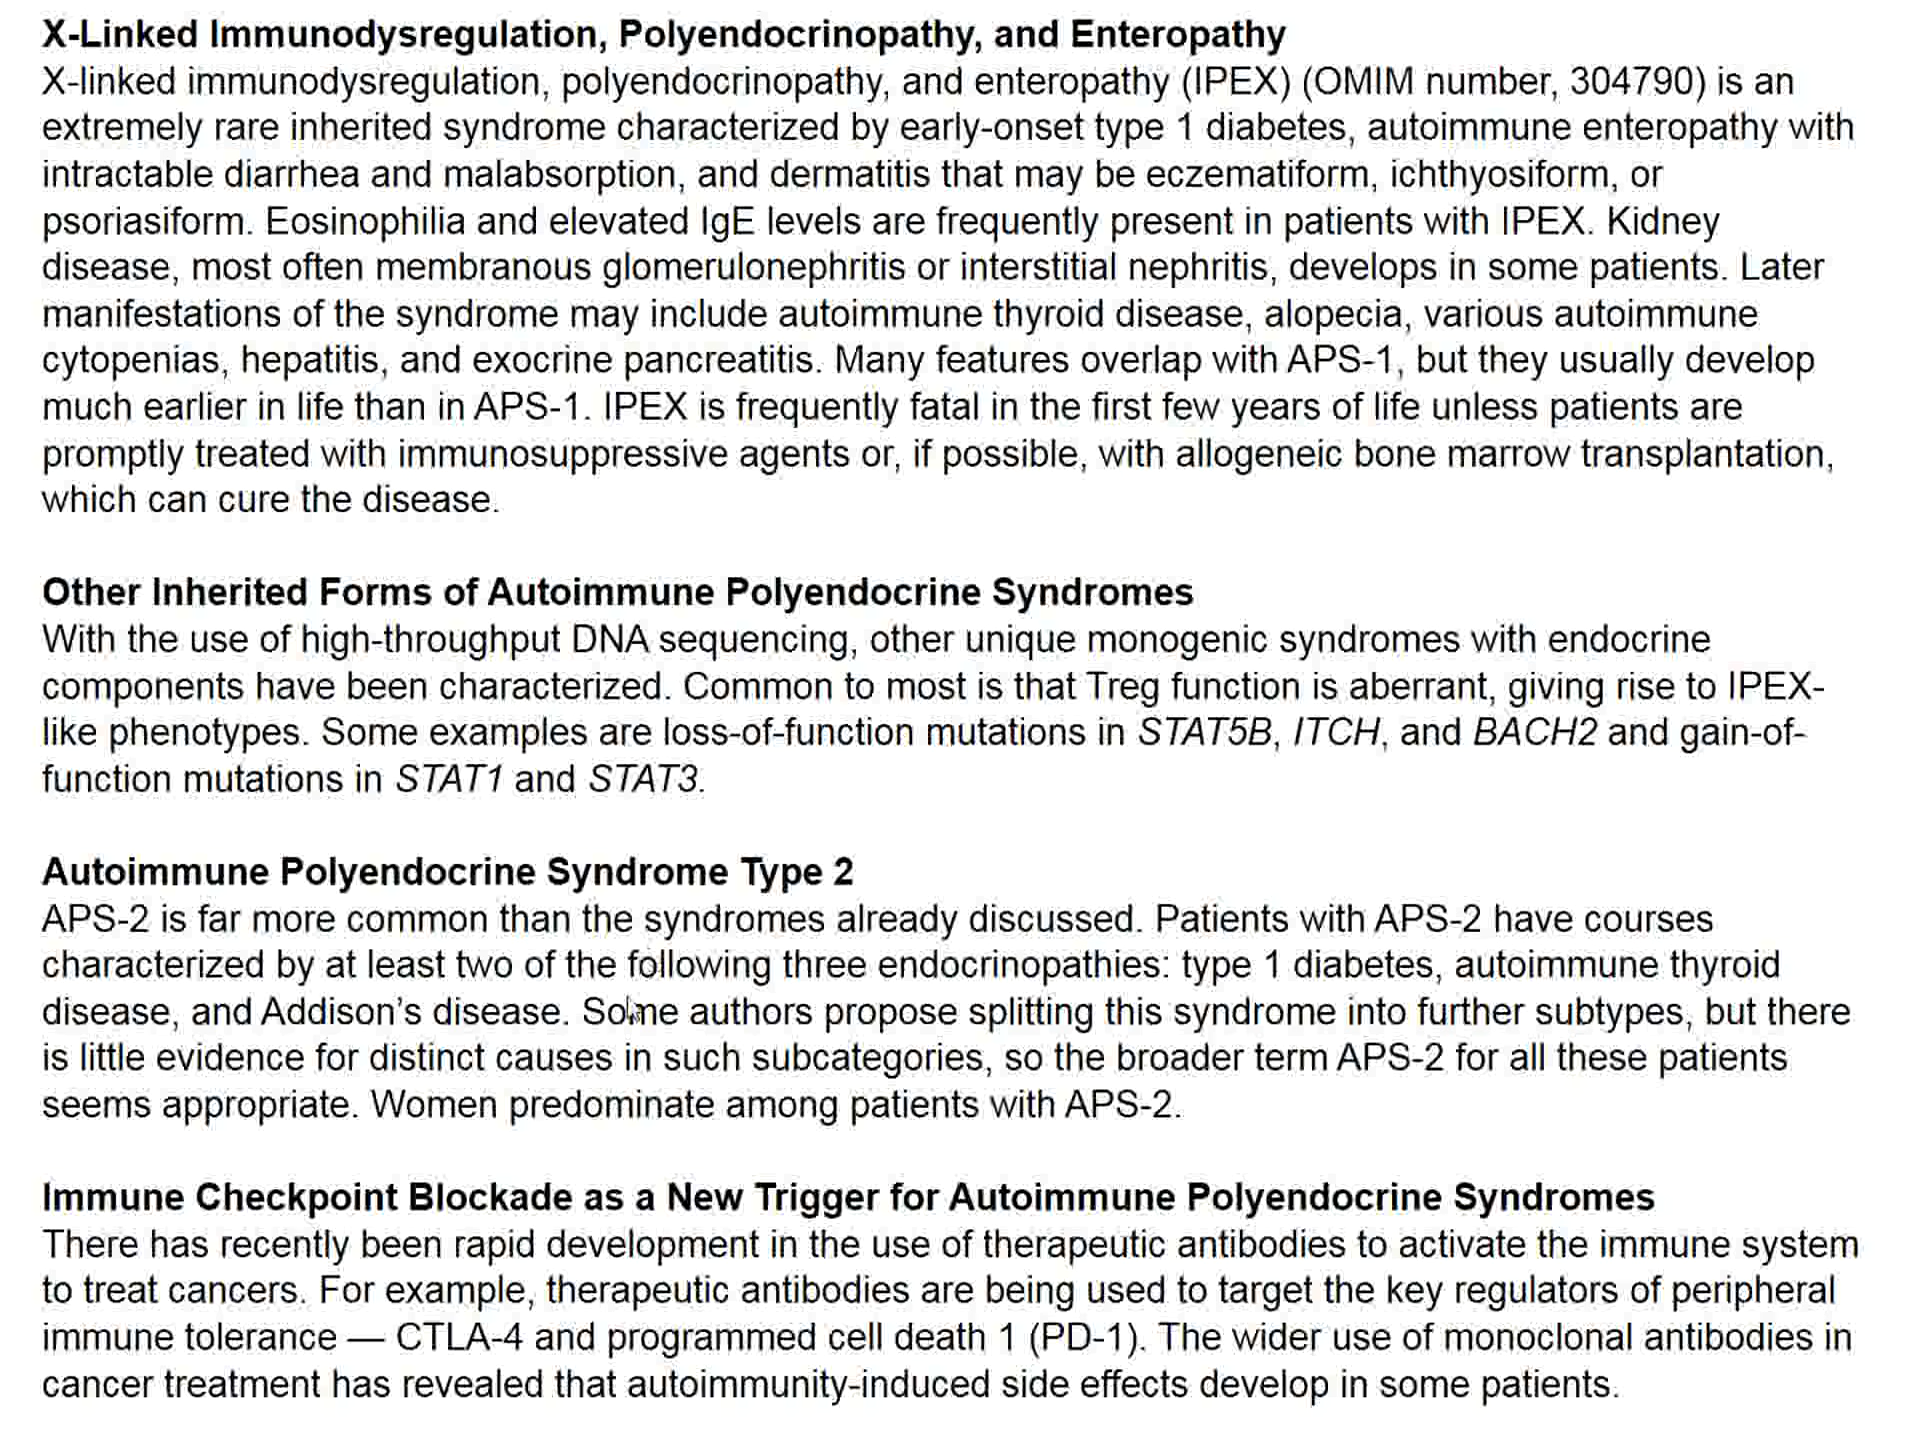 X-Linked Immunodysregulation, Polyendocrinopathy, and Enteropathy
X-linked immunodysregulation, polyendocrinopathy, and enteropathy (IPEX) (OMIM number, 304790) is an
extremely rare inherited syndrome characterized by early-onset type 1 diabetes, autoimmune enteropathy with
intractable diarrhea and malabsorption, and dermatitis that may be eczematiform, ichthyosiform, or
psoriasiform. Eosinophilia and elevated IgE levels are frequently present in patients with IPEX. Kidney
disease, most often membranous glomerulonephritis or interstitial nephritis, develops in some patients. Later
manifestations of the syndrome may include autoimmune thyroid disease, alopecia, various autoimmune
cytopenias, hepatitis, and exocrine pancreatitis. Many features overlap with APS-1, but they usually develop
much earlier in life than in APS-1. IPEX is frequently fatal in the first few years of life unless patients are
promptly treated with immunosuppressive agents or, if possible, with allogeneic bone marrow transplantation,
which can cure the disease.
Other Inherited Forms of Autoimmune Polyendocrine Syndromes
With the use of high-throughput DNA sequencing, other unique monogenic syndromes with endocrine
components have been characterized. Common to most is that Treg function is aberrant, giving rise to IPEX-
like phenotypes. Some examples are loss-of-function mutations in STAT5B, ITCH, and BACH2 and gain-of-
function mutations in STAT1 and STAT3.
Autoimmune Polyendocrine Syndrome Type 2
APS-2 is far more common than the syndromes already discussed. Patients with APS-2 have courses
characterized by at least two of the following three endocrinopathies: type 1 diabetes, autoimmune thyroid
disease, and Addison's disease. Some authors propose splitting this syndrome into further subtypes, but there
is little evidence for distinct causes in such subcategories, so the broader term APS-2 for all these patients
seems appropriate. Women predominate among patients with APS-2.
Immune Checkpoint Blockade as a New Trigger for Autoimmune Polyendocrine Syndromes
There has recently been rapid development in the use of therapeutic antibodies to activate the immune system
to treat cancers. For example, therapeutic antibodies are being used to target the key regulators of peripheral
immune tolerance — CTLA-4 and programmed cell death 1 (PD-1). The wider use of monoclonal antibodies in
cancer treatment has revealed that autoimmunity-induced side effects develop in some patients.